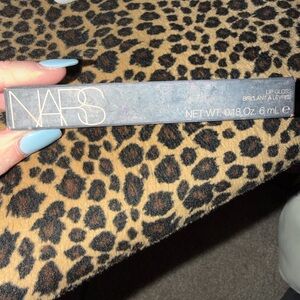 NARS
LIP GLOSS
BRILLANT À LÈVRES
NET WT. 0.18 OZ. 6 mL ℮